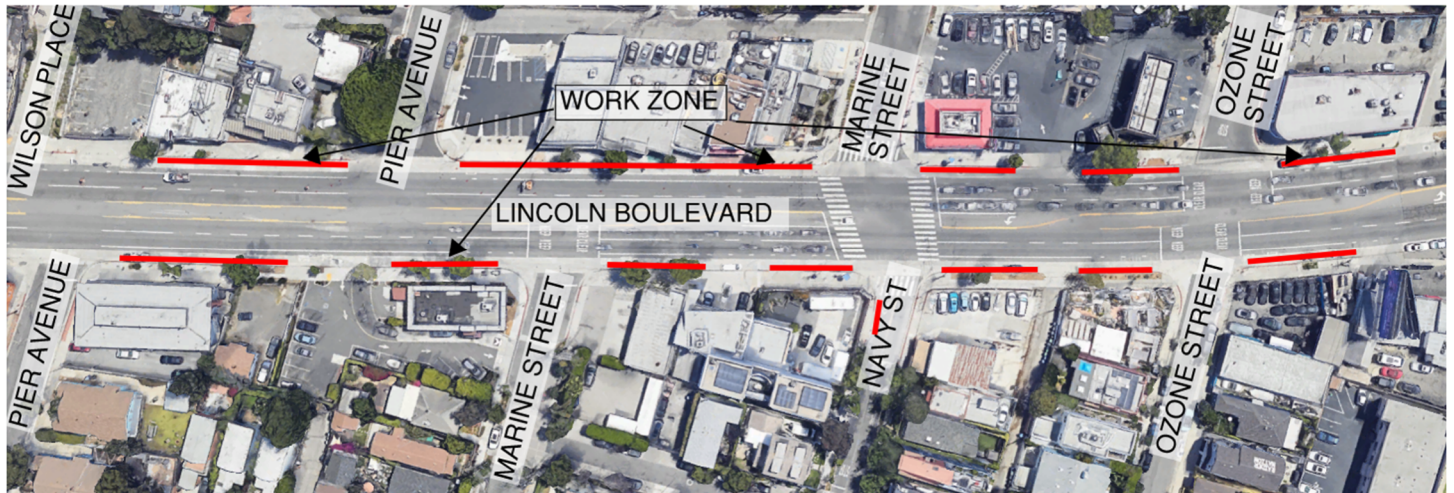 WILSON PLACE
PIER AVENUE
WORK ZONE
MARINE
STREET
OZONE
STREET
LINCOLN BOULEVARD
PIER AVENUE
MARINE STREET
NAVY ST
OZONE STREET